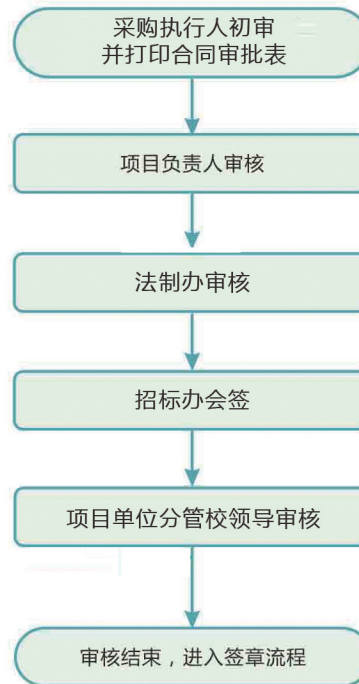 采购执行人初审
并打印合同审批表
项目负责人审核
法制办审核
招标办会签
项目单位分管校领导审核
审核结束，进入签章流程